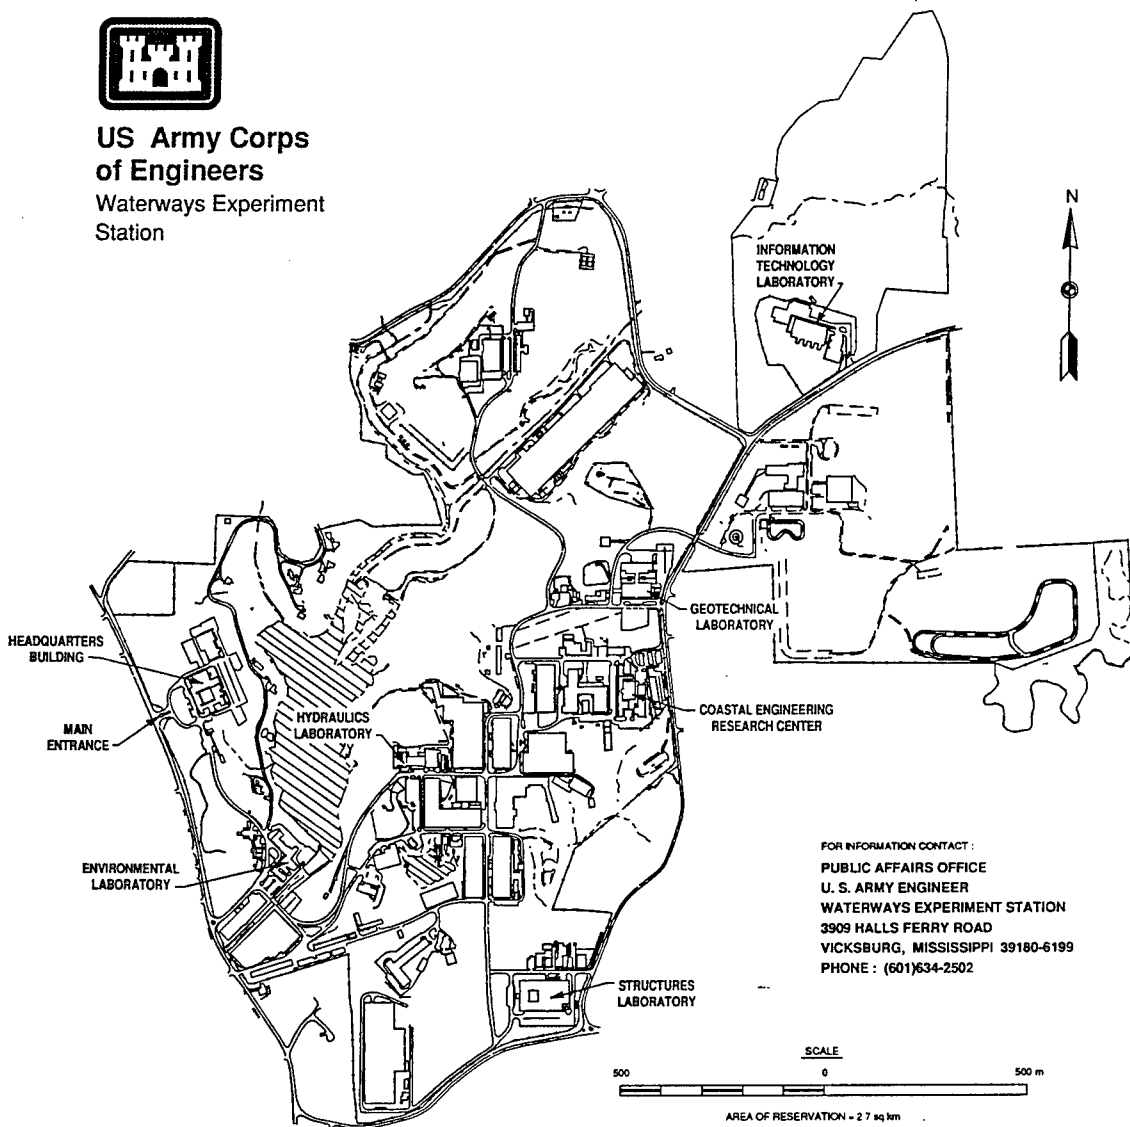 US Army Corps
of Engineers
Waterways Experiment
Station
N
INFORMATION
TECHNOLOGY
LABORATORY
GEOTECHNICAL
LABORATORY
HEADQUARTERS
BUILDING
MAIN
ENTRANCE
HYDRAULICS
LABORATORY
COASTAL ENGINEERING
RESEARCH CENTER
ENVIRONMENTAL
LABORATORY
STRUCTURES
LABORATORY
FOR INFORMATION CONTACT :
PUBLIC AFFAIRS OFFICE
U. S. ARMY ENGINEER
WATERWAYS EXPERIMENT STATION
3909 HALLS FERRY ROAD
VICKSBURG, MISSISSIPPI 39180-6199
PHONE : (601)634-2502
SCALE
500 0 500 m
AREA OF RESERVATION = 2.7 sq km